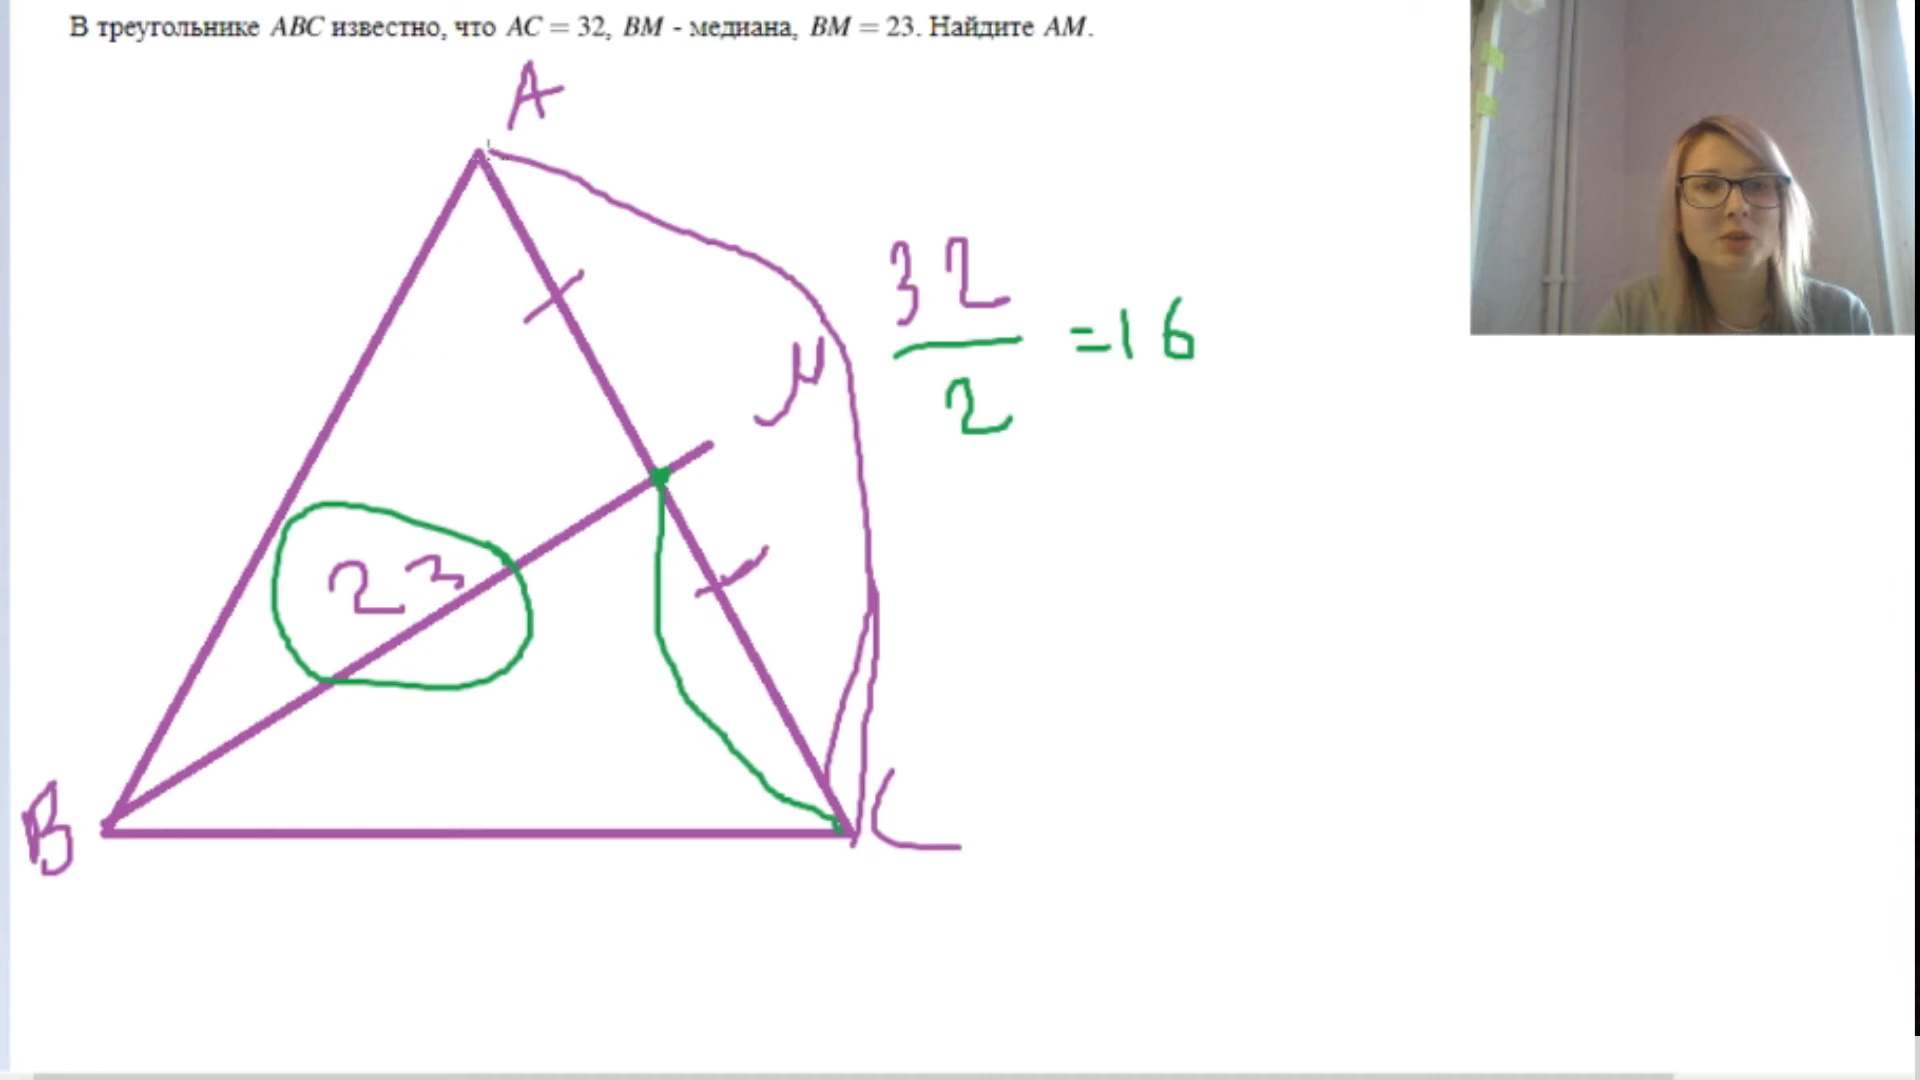 В треугольнике ABC известно, что AC = 32, BM - медиана, BM = 23. Найдите AM.
A
32
M
= 16
2
23
B
C